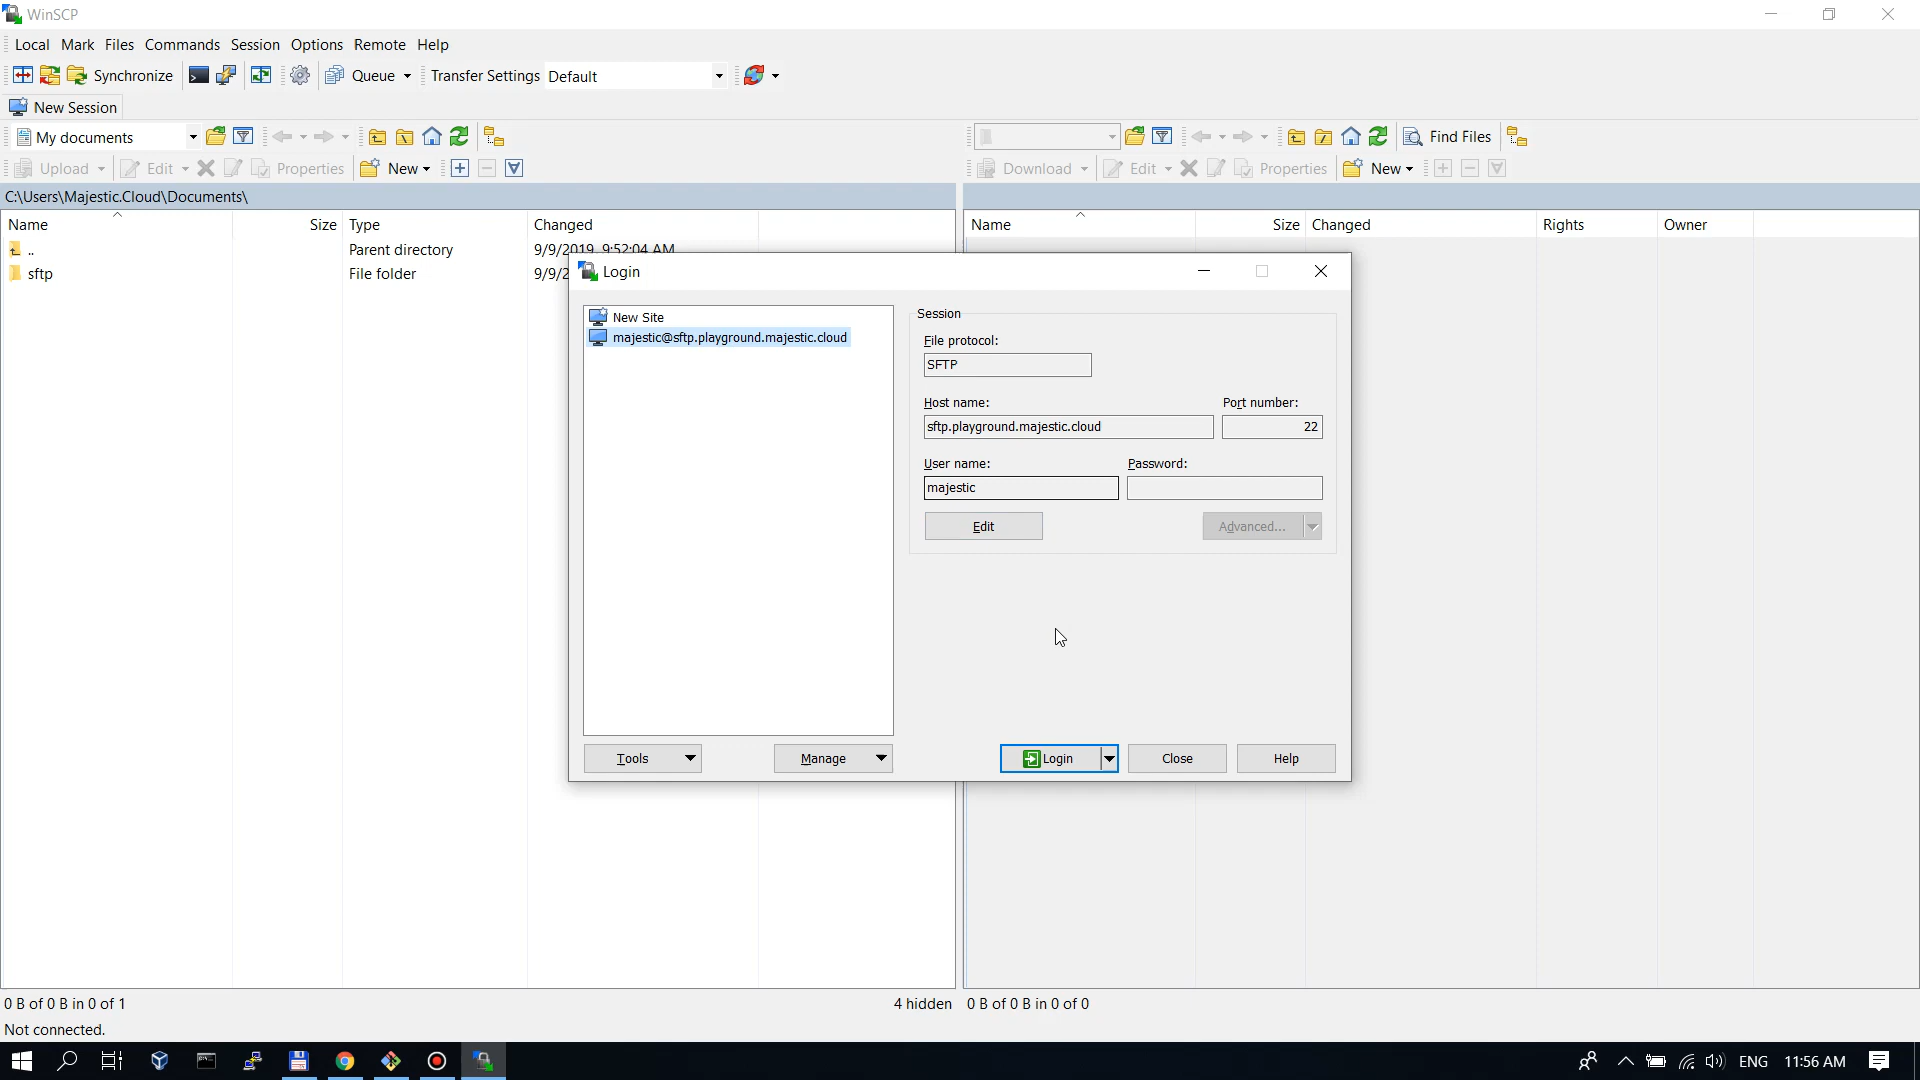 WinSCP
Local Mark Files Commands Session Options Remote Help
Synchronize Queue Transfer Settings Default
New Session
My documents Find Files
Upload Edit Properties New Download Edit Properties New
C:\Users\Majestic.Cloud\Documents\
Name Size Type Changed Name Size Changed Rights Owner
.. Parent directory 9/9/2019 9:52:04 AM
sftp File folder 9/9/2
Login
New Site
majestic@sftp.playground.majestic.cloud
Session
File protocol:
SFTP
Host name: Port number:
sftp.playground.majestic.cloud 22
User name: Password:
majestic
Edit Advanced...
Tools Manage Login Close Help
0 B of 0 B in 0 of 1 4 hidden 0 B of 0 B in 0 of 0
Not connected.
ENG 11:56 AM